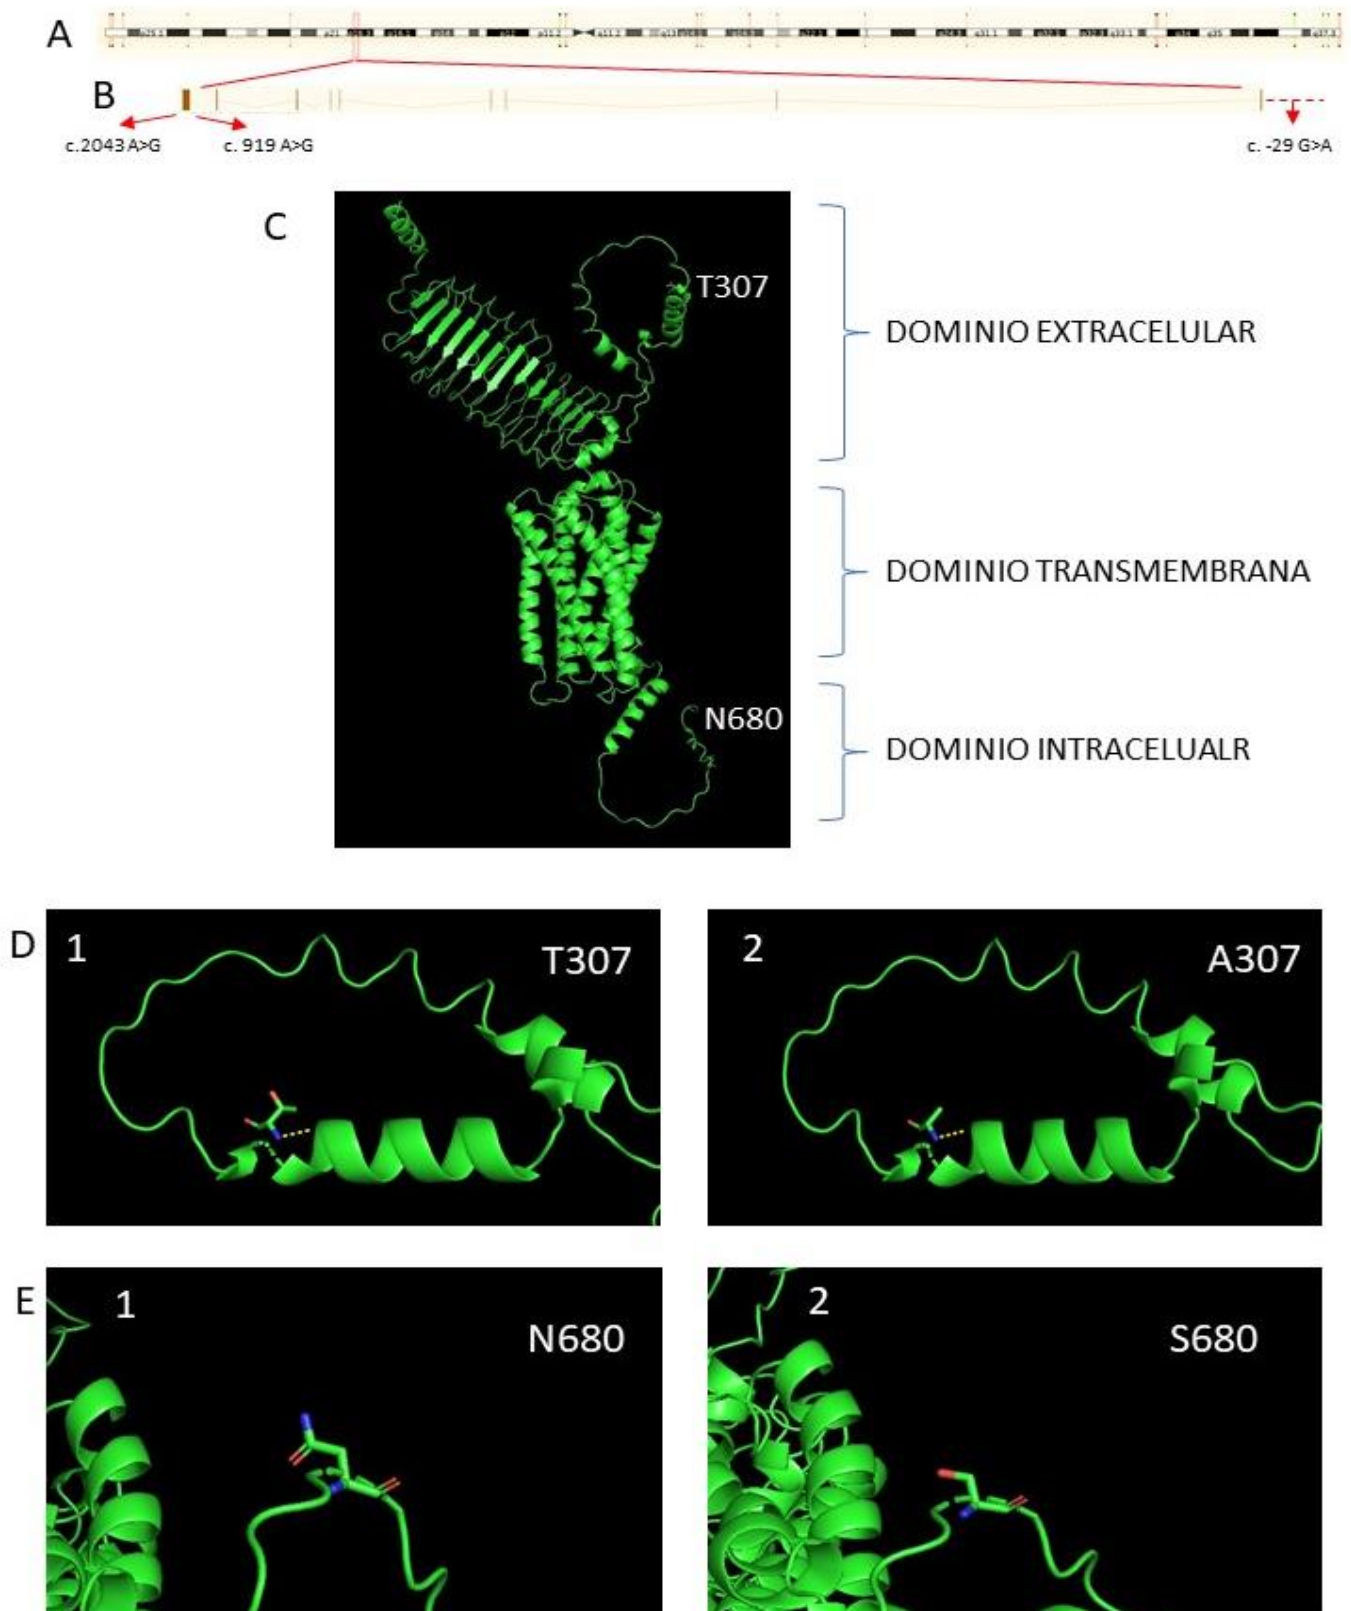 A
B
c.2043 A>G
c. 919 A>G
c. -29 G>A
C
T307
DOMINIO EXTRACELULAR
DOMINIO TRANSMEMBRANA
N680
DOMINIO INTRACELUALR
D
1
T307
2
A307
E
1
N680
2
S680